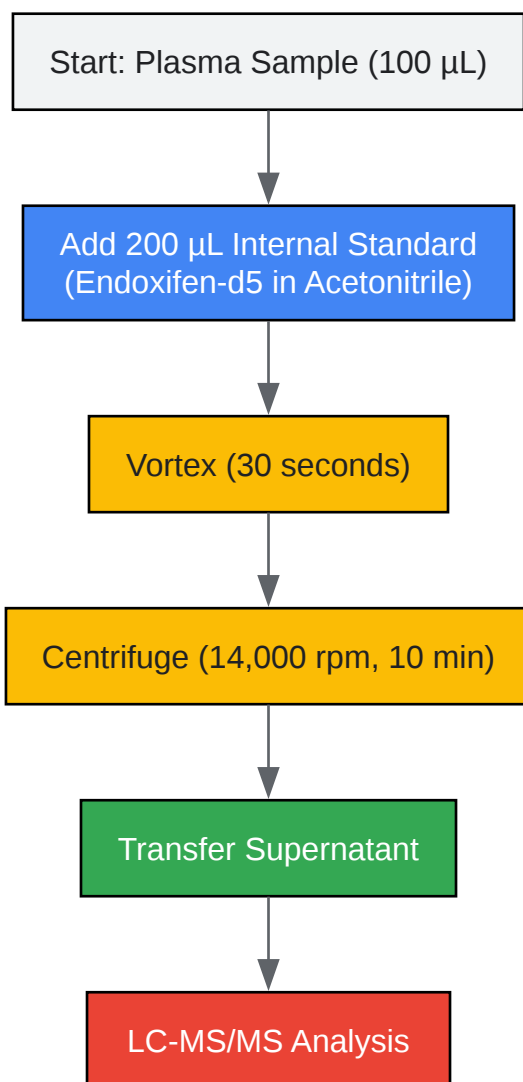 Start: Plasma Sample (100 µL)
Add 200 µL Internal Standard
(Endoxifen-d5 in Acetonitrile)
Vortex (30 seconds)
Centrifuge (14,000 rpm, 10 min)
Transfer Supernatant
LC-MS/MS Analysis